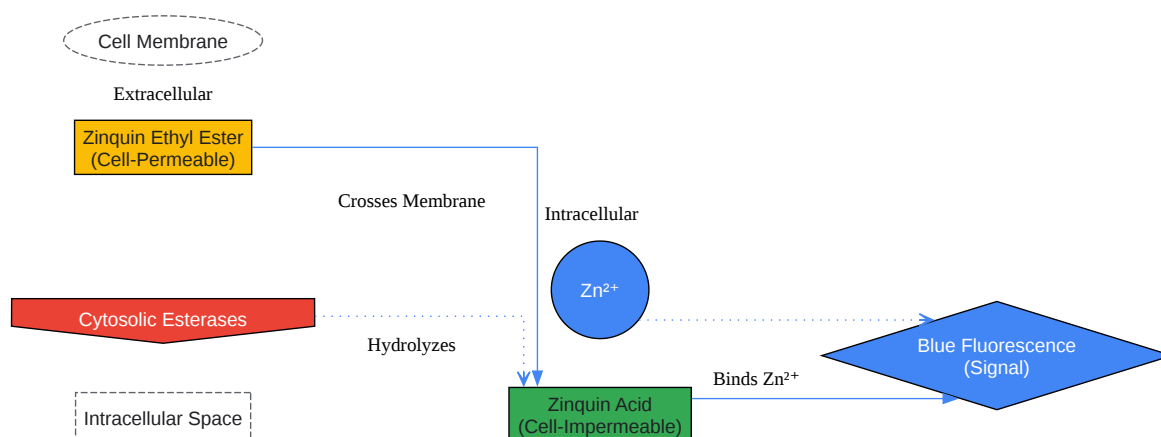 Cell Membrane
Extracellular
Zinquin Ethyl Ester
(Cell-Permeable)
Crosses Membrane
Intracellular
Zn²⁺
Cytosolic Esterases
Hydrolyzes
Blue Fluorescence
(Signal)
Binds Zn²⁺
Zinquin Acid
(Cell-Impermeable)
Intracellular Space